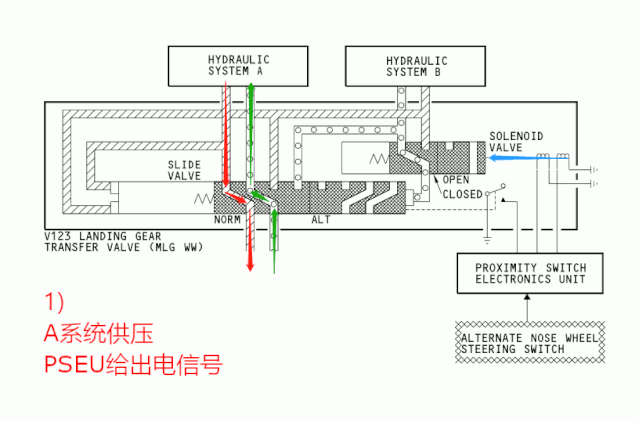 HYDRAULIC
SYSTEM A
HYDRAULIC
SYSTEM B
SOLENOID
VALVE
SLIDE
VALVE
OPEN
CLOSED
NORM
ALT
V123 LANDING GEAR
TRANSFER VALVE (MLG WW)
PROXIMITY SWITCH
ELECTRONICS UNIT
ALTERNATE NOSE WHEEL
STEERING SWITCH
1)
A系统供压
PSEU给出电信号